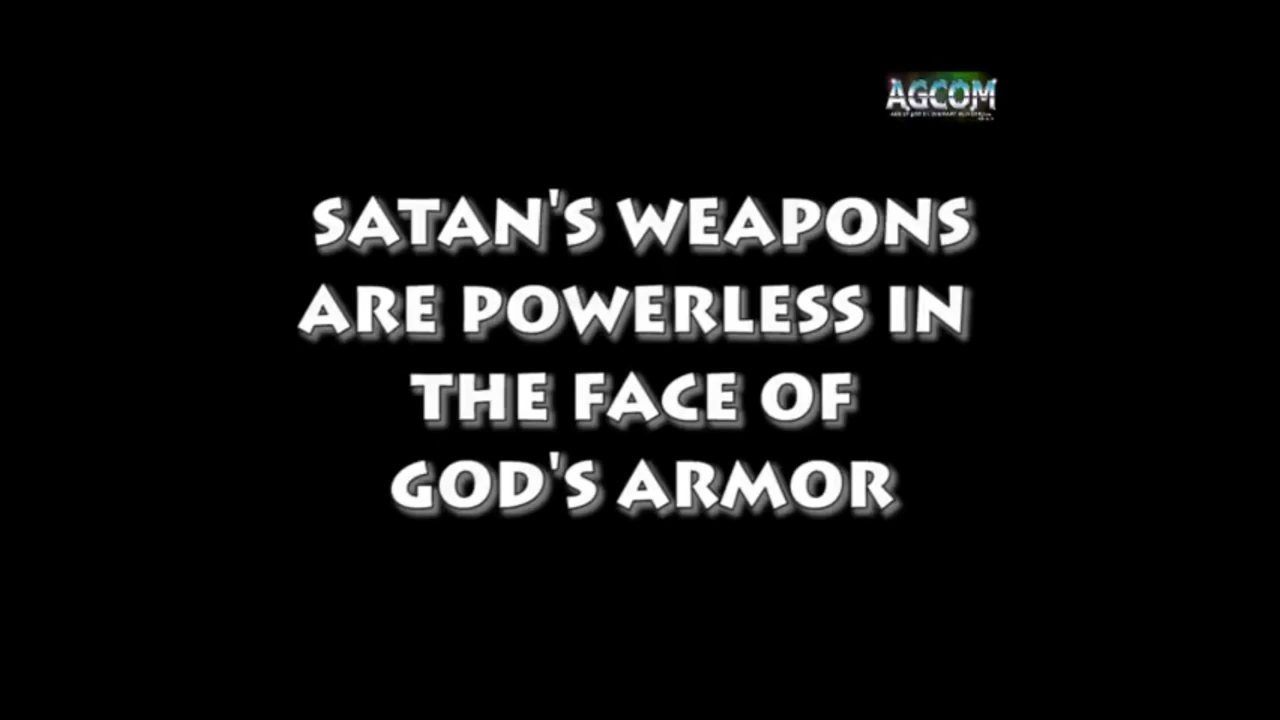 AGCOM
SATAN'S WEAPONS
ARE POWERLESS IN
THE FACE OF
GOD'S ARMOR